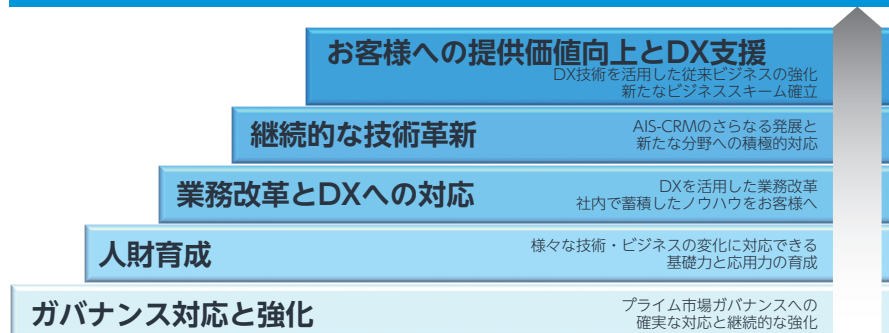 お客様への提供価値向上とDX支援
DX技術を活用した従来ビジネスの強化
新たなビジネススキーム確立
継続的な技術革新
AIS-CRMのさらなる発展と
新たな分野への積極的対応
業務改革とDXへの対応
DXを活用した業務改革
社内で蓄積したノウハウをお客様へ
人財育成
様々な技術・ビジネスの変化に対応できる
基礎力と応用力の育成
ガバナンス対応と強化
プライム市場ガバナンスへの
確実な対応と継続的な強化